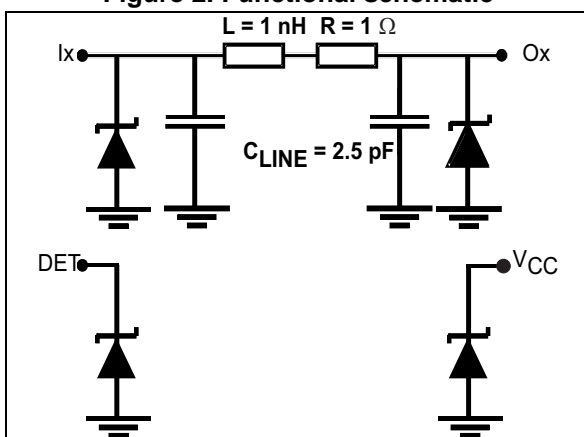 Figure 2. Functional schematic
L = 1 nH R = 1 Ω
Ix Ox
CLINE = 2.5 pF
DET VCC